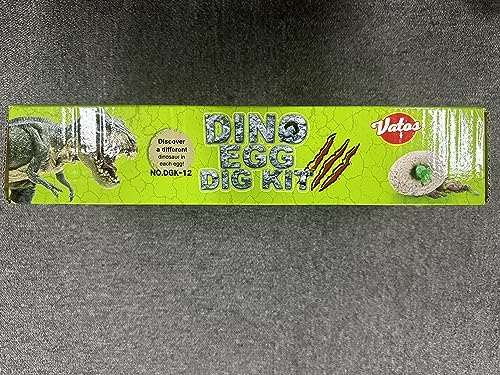 Discover
a different
dinosaur in
each egg!
NO.DGK-12
DINO
EGG
DIG KIT
Vatos